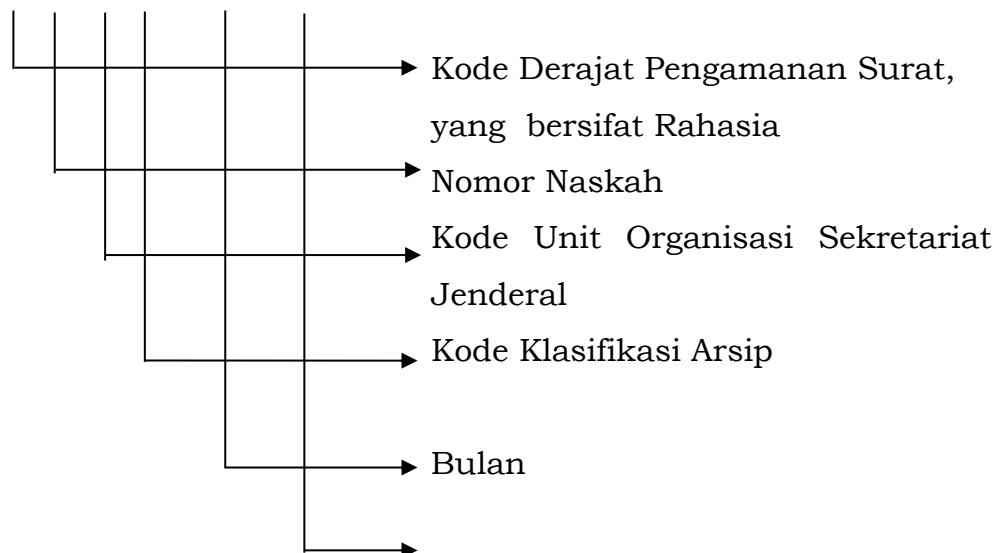 Kode Derajat Pengamanan Surat,
yang bersifat Rahasia
Nomor Naskah
Kode Unit Organisasi Sekretariat
Jenderal
Kode Klasifikasi Arsip
Bulan